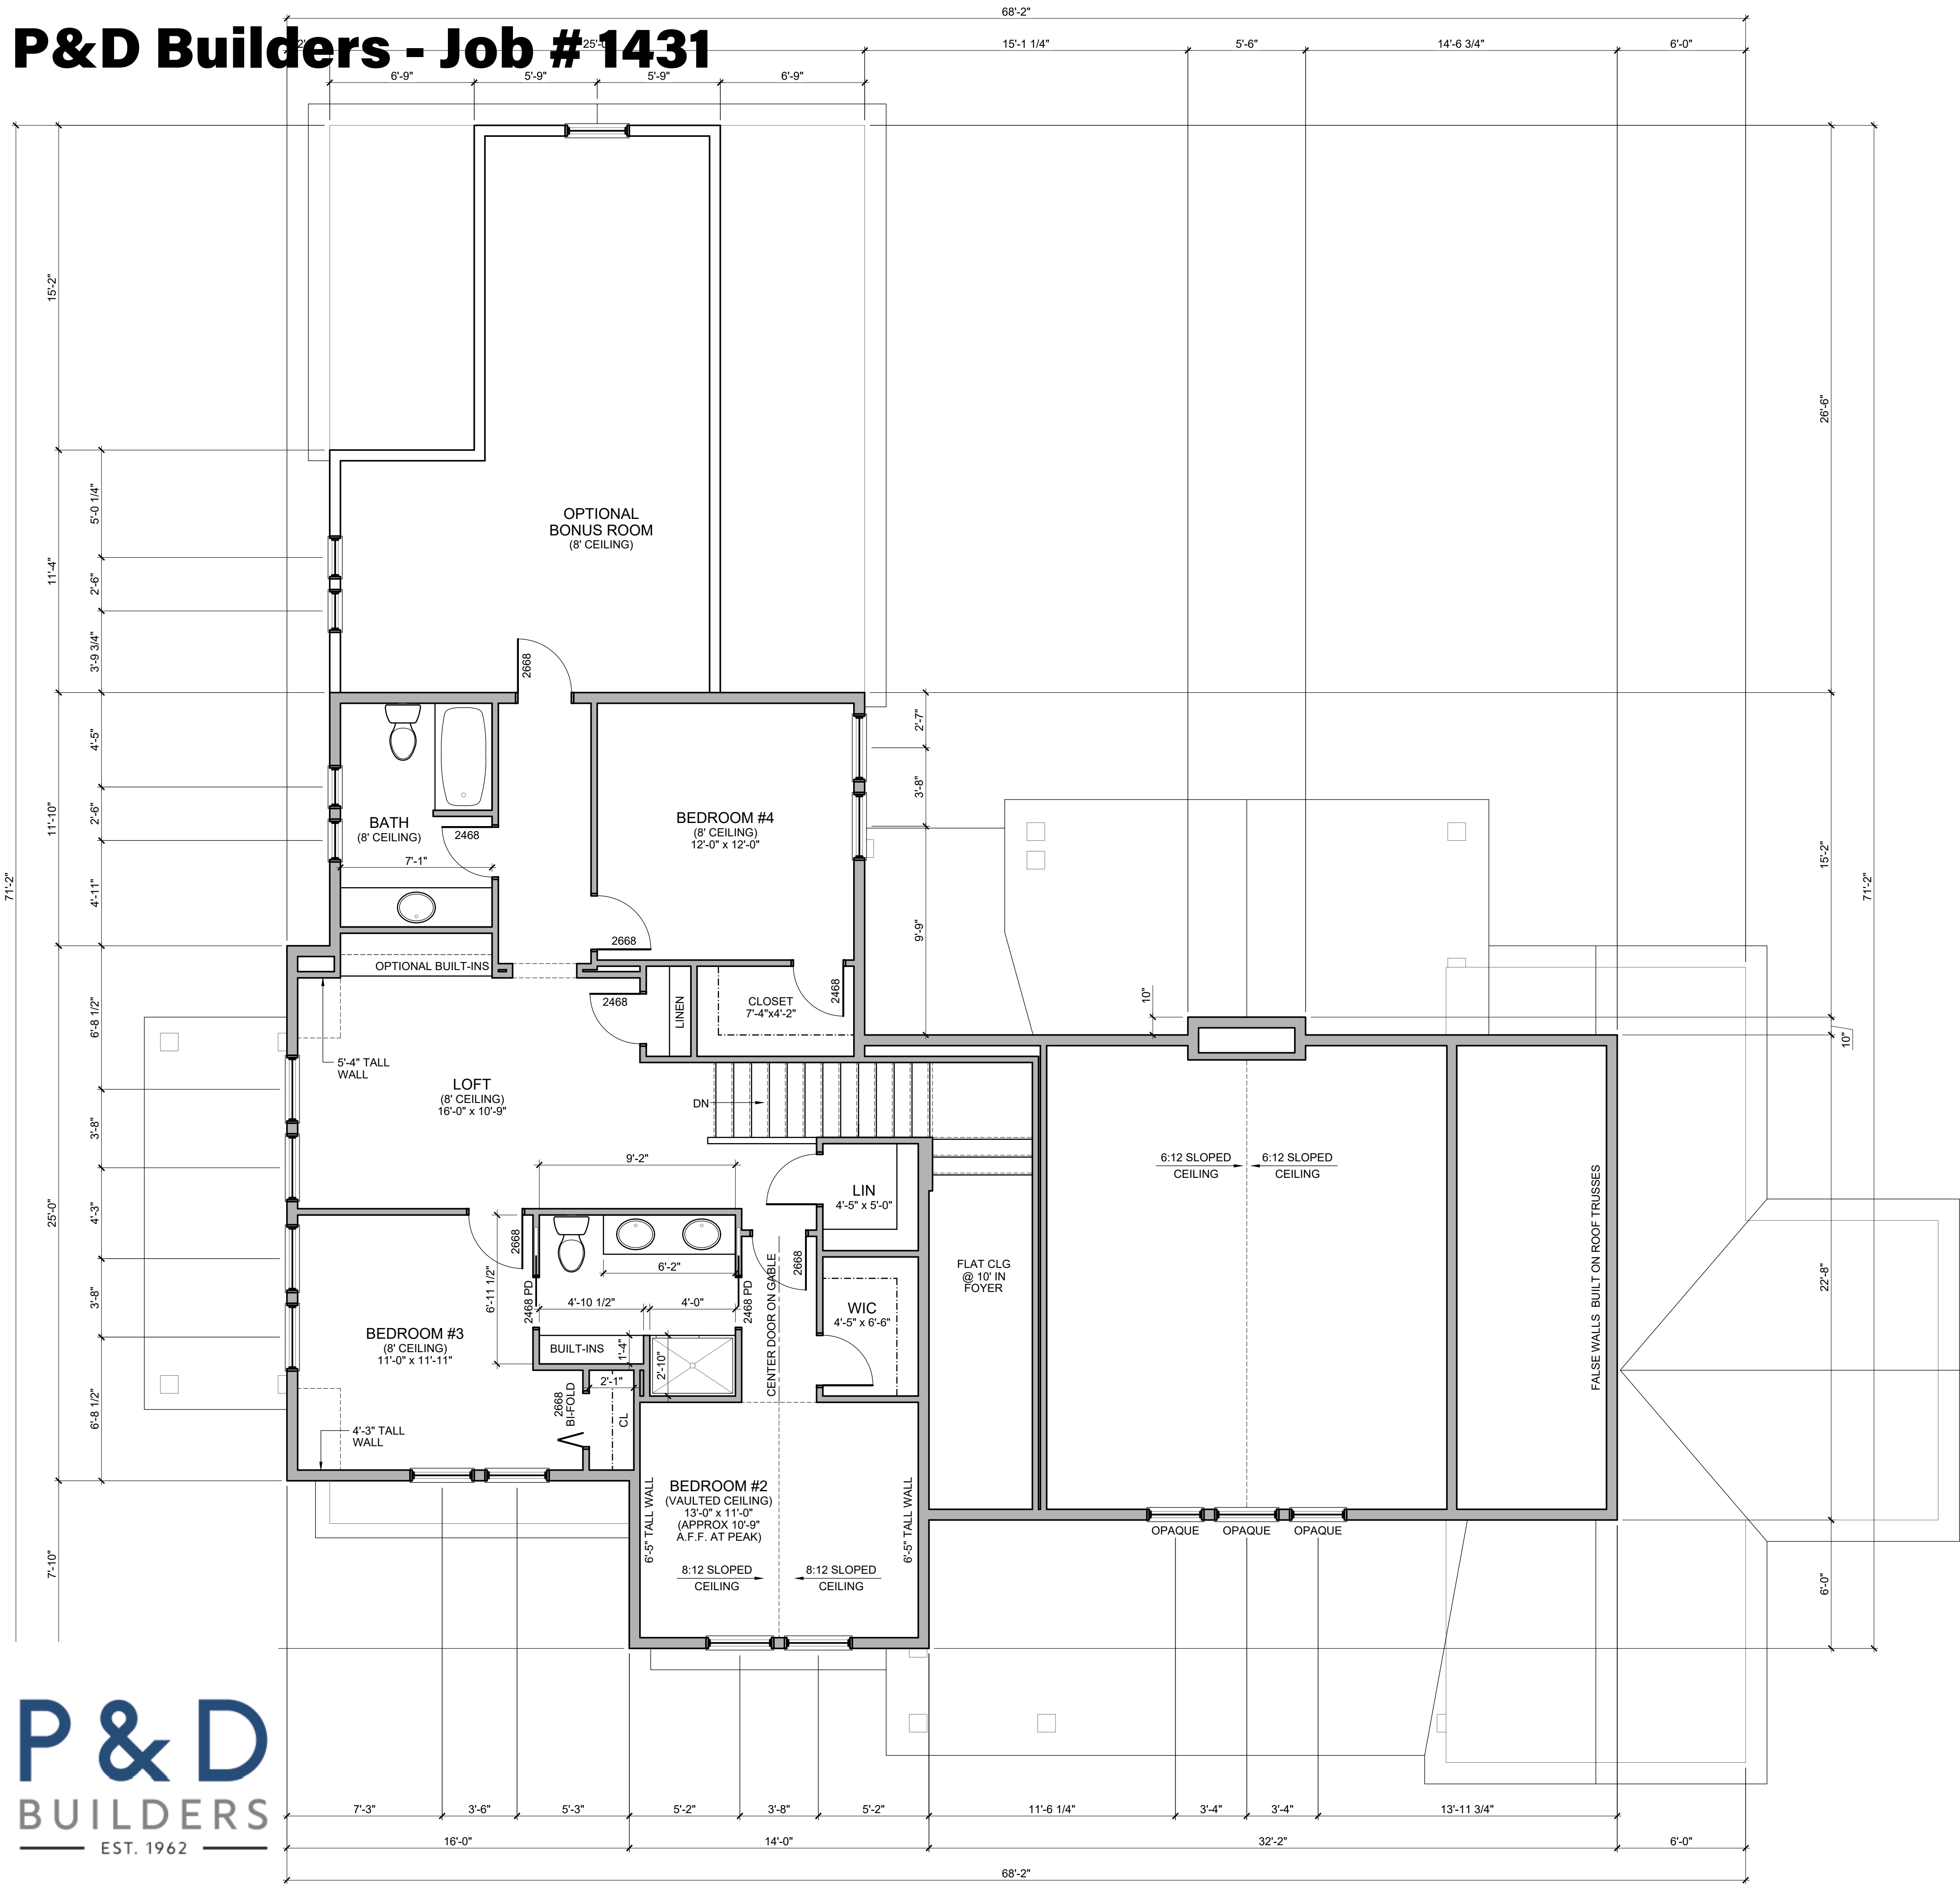 68'-2"
P&D Builders - Job # 1431
15'-1 1/4"
5'-6"
14'-6 3/4"
6'-0"
6'-9"
5'-9"
5'-9"
6'-9"
15'-2"
26'-6"
5'-0 1/4"
11'-4"
2'-6"
3'-9 3/4"
OPTIONAL
BONUS ROOM
(8' CEILING)
2668
4'-5"
2'-7"
3'-8"
11'-10"
2'-6"
BATH
(8' CEILING)
2468
7'-1"
BEDROOM #4
(8' CEILING)
12'-0" x 12'-0"
15'-2"
71'-2"
71'-2"
4'-11"
9'-9"
2668
OPTIONAL BUILT-INS
2468
LINEN
CLOSET
7'-4"x4'-2"
2468
10"
10"
6'-8 1/2"
5'-4" TALL
WALL
LOFT
(8' CEILING)
16'-0" x 10'-9"
DN
3'-8"
9'-2"
6:12 SLOPED
CEILING
6:12 SLOPED
CEILING
LIN
4'-5" x 5'-0"
25'-0"
4'-3"
2668
6'-2"
2668
FLAT CLG
@ 10' IN
FOYER
FALSE WALLS BUILT ON ROOF TRUSSES
22'-8"
3'-8"
6'-11 1/2"
2468 PD
4'-10 1/2"
4'-0"
2468 PD
CENTER DOOR ON GABLE
WIC
4'-5" x 6'-6"
BEDROOM #3
(8' CEILING)
11'-0" x 11'-11"
BUILT-INS
1'-4"
2'-10"
2'-1"
6'-8 1/2"
2668
BI-FOLD
CL
4'-3" TALL
WALL
BEDROOM #2
(VAULTED CEILING)
13'-0" x 11'-0"
(APPROX 10'-9"
A.F.F. AT PEAK)
6'-5" TALL WALL
6'-5" TALL WALL
OPAQUE
OPAQUE
OPAQUE
7'-10"
8:12 SLOPED
CEILING
8:12 SLOPED
CEILING
6'-0"
P & D
BUILDERS
EST. 1962
7'-3"
3'-6"
5'-3"
5'-2"
3'-8"
5'-2"
11'-6 1/4"
3'-4"
3'-4"
13'-11 3/4"
16'-0"
14'-0"
32'-2"
6'-0"
68'-2"